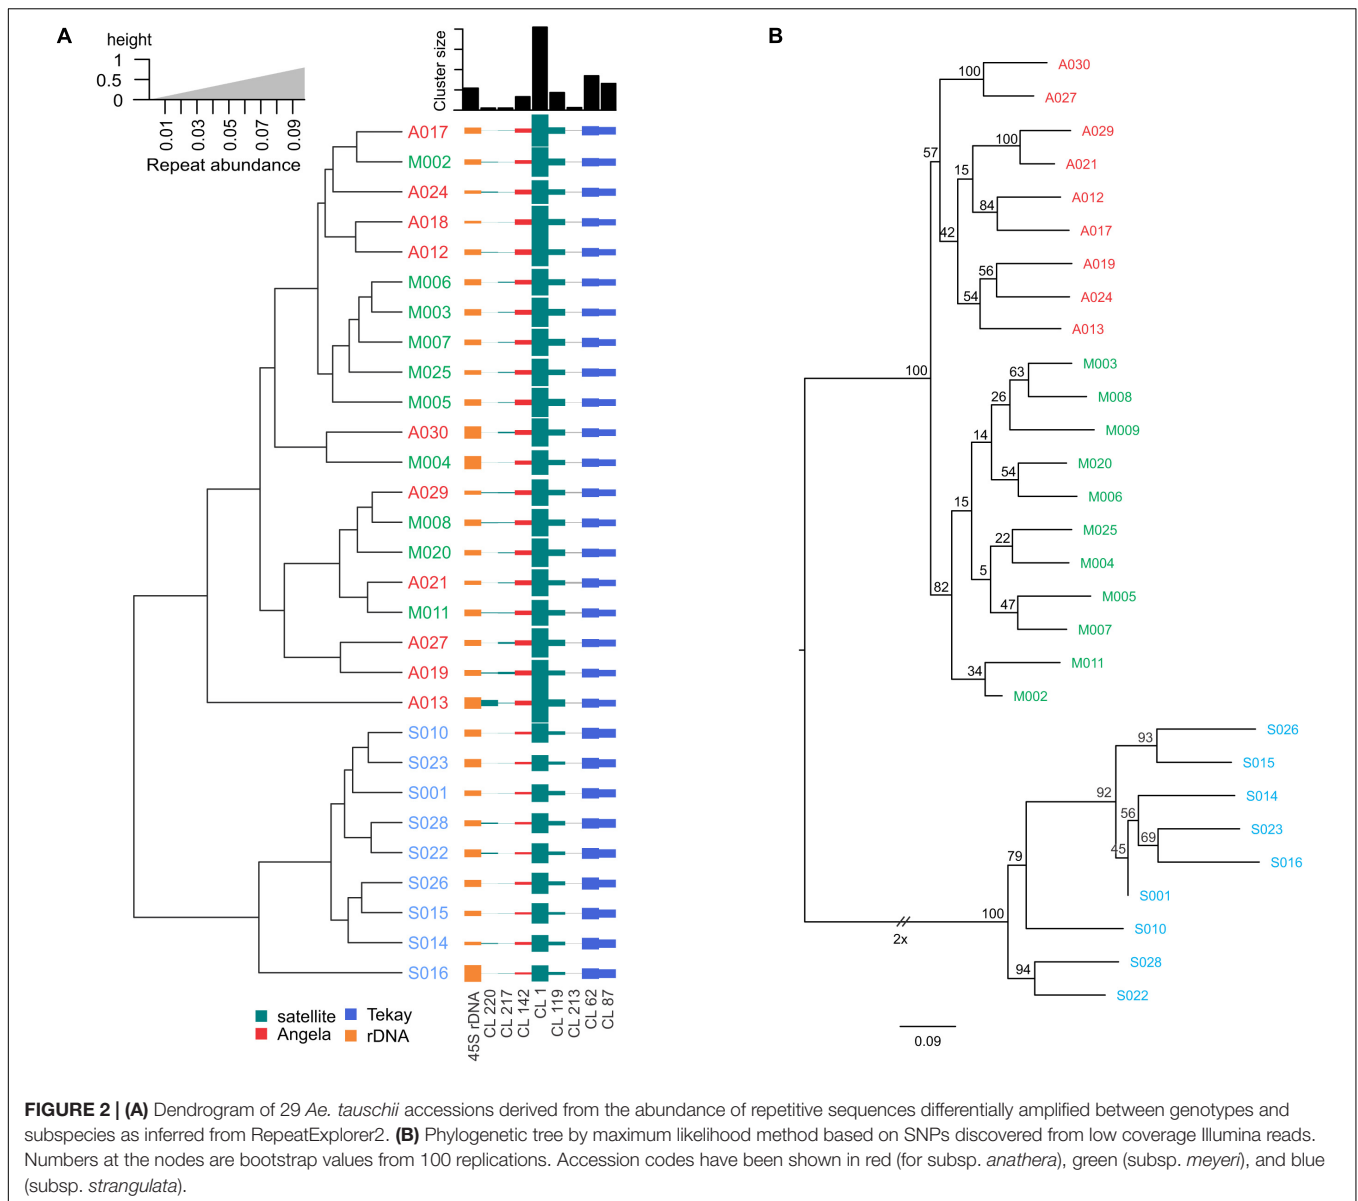 A
height
1
0.5
0
0.01
0.03
0.05
0.07
0.09
Repeat abundance
Cluster size
A017
M002
A024
A018
A012
M006
M003
M007
M025
M005
A030
M004
A029
M008
M020
A021
M011
A027
A019
A013
S010
S023
S001
S028
S022
S026
S015
S014
S016
45S rDNA
CL 220
CL 217
CL 142
CL 1
CL 119
CL 213
CL 62
CL 87
satellite
Tekay
Angela
rDNA
B
100
A030
A027
57
100
A029
A021
15
84
A012
A017
42
56
A019
A024
54
A013
100
63
M003
M008
26
M009
14
M020
54
M006
15
M025
22
M004
5
M005
47
M007
82
M011
34
M002
93
S026
S015
92
S014
56
S023
69
S016
45
S001
79
S010
100
2x
S028
94
S022
0.09
FIGURE 2 | (A) Dendrogram of 29 Ae. tauschii accessions derived from the abundance of repetitive sequences differentially amplified between genotypes and
subspecies as inferred from RepeatExplorer2. (B) Phylogenetic tree by maximum likelihood method based on SNPs discovered from low coverage Illumina reads.
Numbers at the nodes are bootstrap values from 100 replications. Accession codes have been shown in red (for subsp. anathera), green (subsp. meyeri), and blue
(subsp. strangulata).